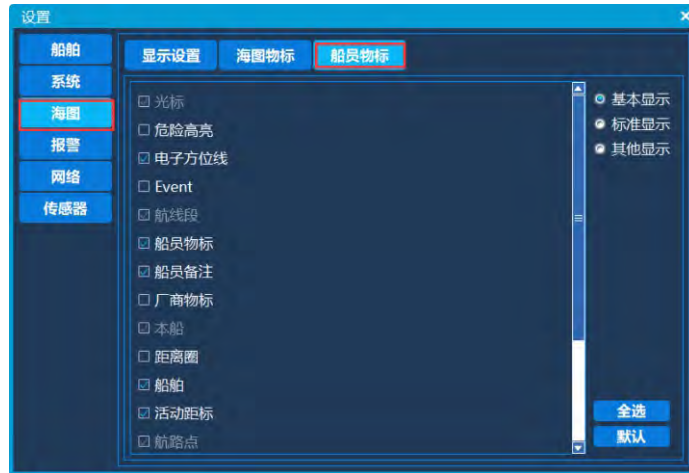 设置
船舶
系统
海图
报警
网络
传感器
显示设置 海图物标 船员物标
光标
危险高亮
电子方位线
Event
航线段
船员物标
船员备注
厂商物标
本船
距离圈
船舶
活动距标
航路点
基本显示
标准显示
其他显示
全选
默认